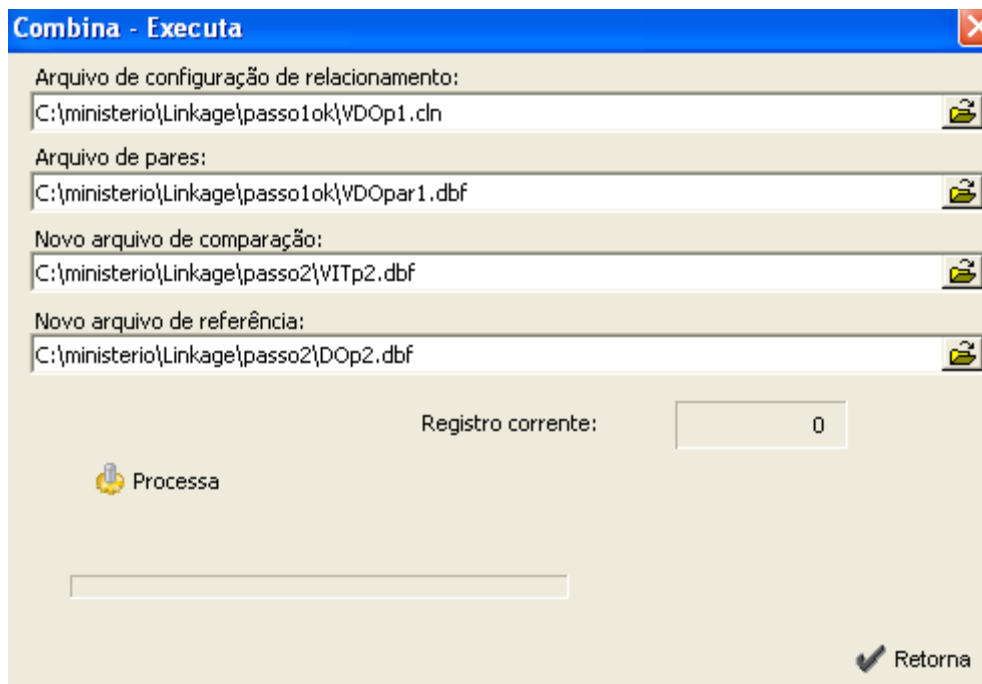 Combina - Executa
Arquivo de configuração de relacionamento:
C:\ministerio\Linkage\passo1ok\VDOp1.cln
Arquivo de pares:
C:\ministerio\Linkage\passo1ok\VDOpar1.dbf
Novo arquivo de comparação:
C:\ministerio\Linkage\passo2\VITp2.dbf
Novo arquivo de referência:
C:\ministerio\Linkage\passo2\DOp2.dbf
Registro corrente: 0
Processa
Retorna